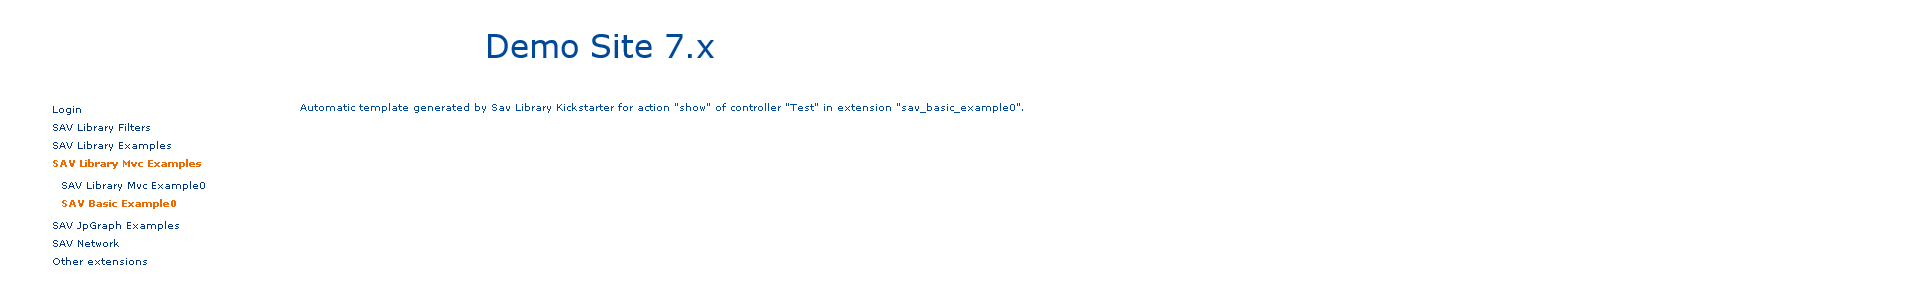 Demo Site 7.x
Login
SAV Library Filters
SAV Library Examples
SAV Library Mvc Examples
SAV Library Mvc Example0
SAV Basic Example0
SAV JpGraph Examples
SAV Network
Other extensions
Automatic template generated by Sav Library Kickstarter for action "show" of controller "Test" in extension "sav_basic_example0".